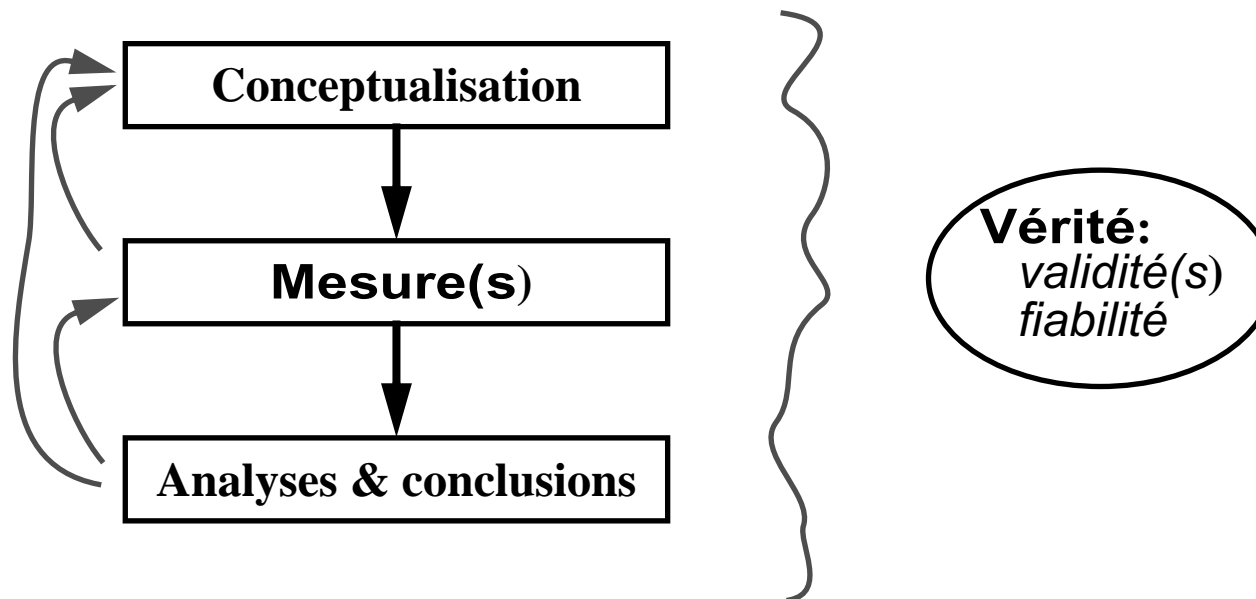 Conceptualisation
Mesure(s)
Analyses & conclusions
Vérité:
validité(s)
fiabilité